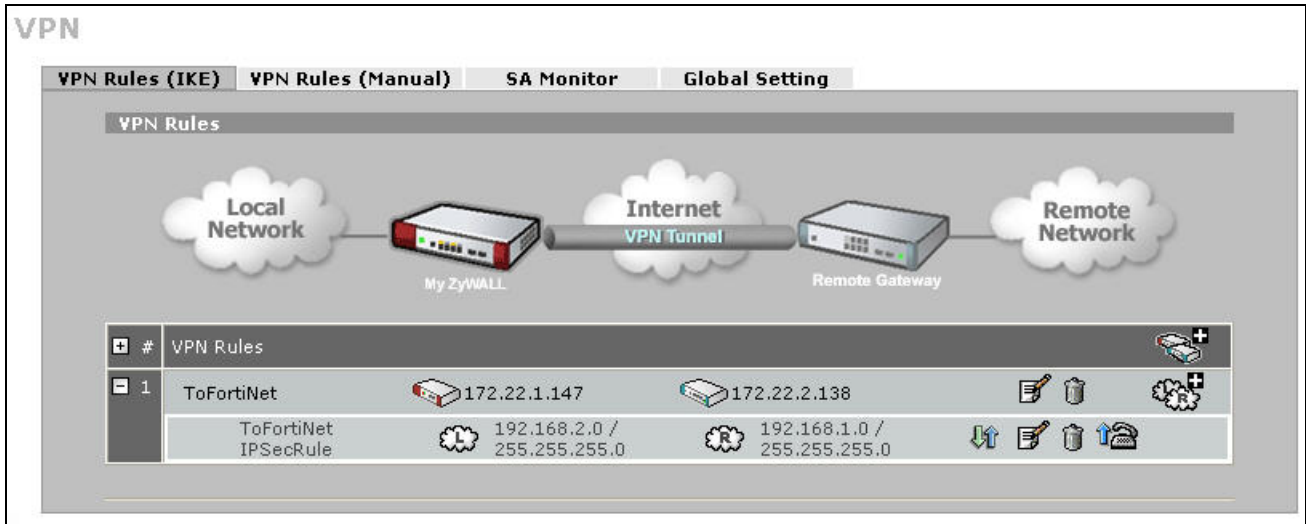 VPN
VPN Rules (IKE) VPN Rules (Manual) SA Monitor Global Setting
VPN Rules
Local
Network
Internet
VPN Tunnel
Remote
Network
My ZyWALL
Remote Gateway
# VPN Rules
1 ToFortiNet 172.22.1.147 172.22.2.138 R
ToFortiNet
IPSecRule
L 192.168.2.0 /
255.255.255.0
R 192.168.1.0 /
255.255.255.0